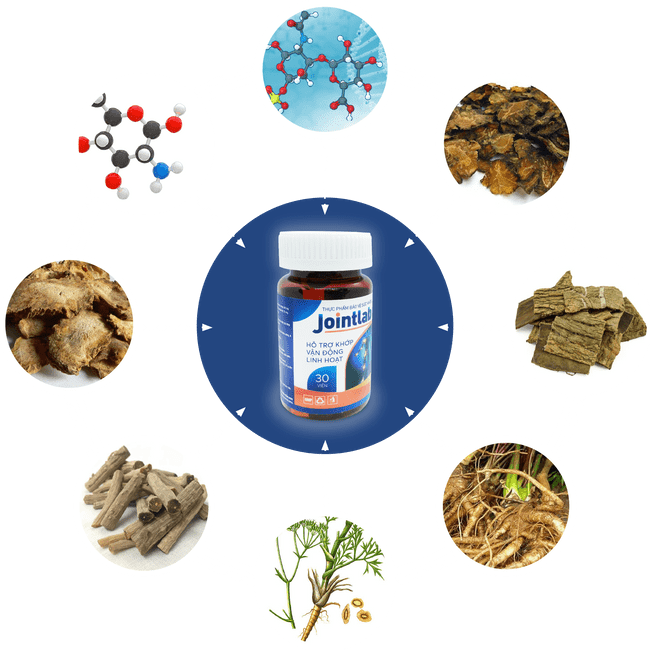 THỰC PHẨM BẢO VỆ SỨC KHỎE
Jointlab
HỖ TRỢ KHỚP
VẬN ĐỘNG
LINH HOẠT
30
VIÊN